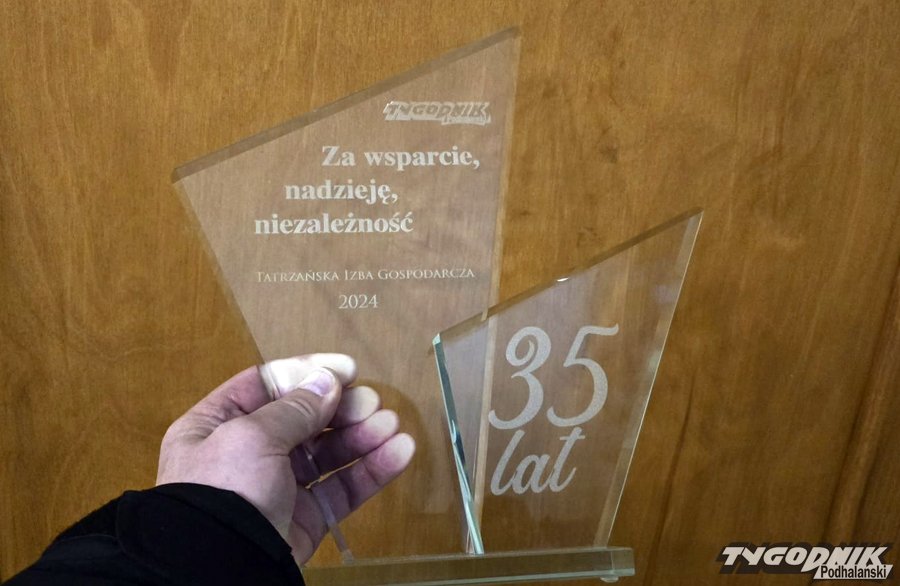 TYGODNIK
Za wsparcie,
nadzieję,
niezależność
Tatrzańska Izba Gospodarcza
2024
35
lat
TYGODNIK
Podhalański